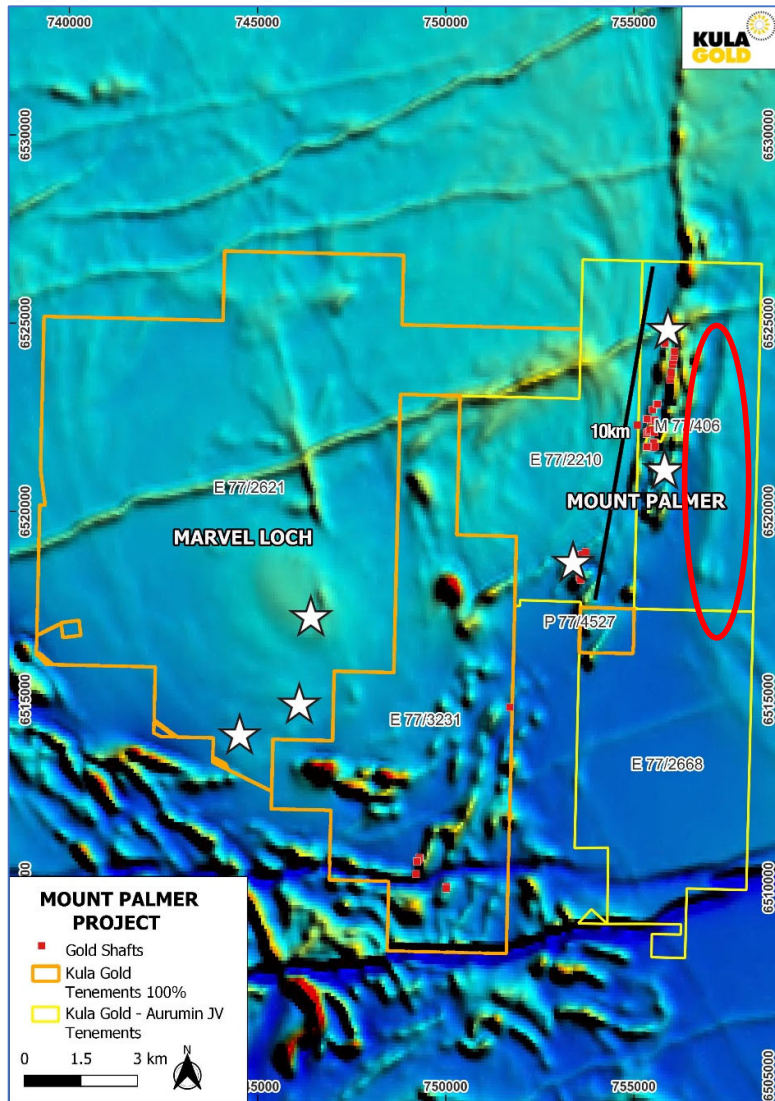 740000
745000
750000
755000
KULA
GOLD
6530000
6530000
6525000
6525000
10km
M 77/406
E 77/2210
E 77/2621
6520000
MOUNT PALMER
6520000
MARVEL LOCH
P 77/4527
6515000
E 77/3231
6515000
E 77/2668
MOUNT PALMER
PROJECT
Gold Shafts
Kula Gold
Tenements 100%
Kula Gold - Aurumin JV
Tenements
0 1.5 3 km
N
6510000
750000
755000
6505000